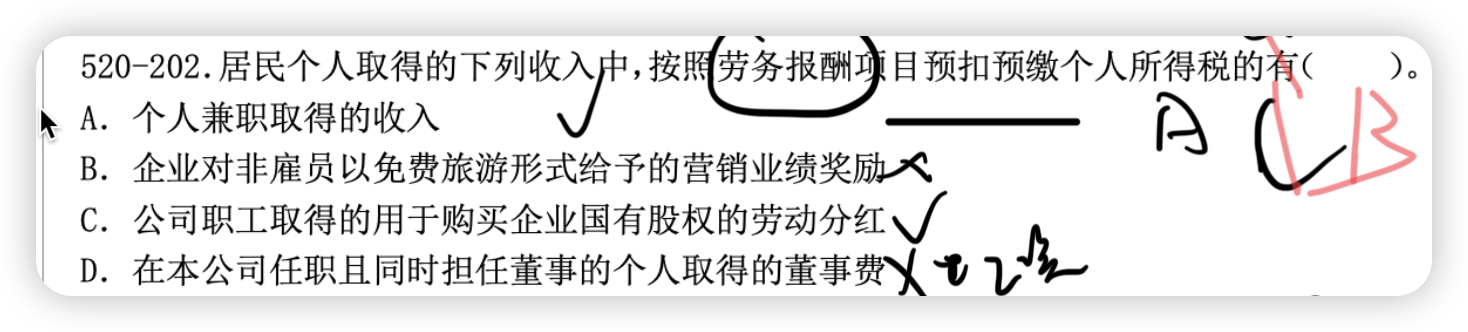 520-202.居民个人取得的下列收入中,按照劳务报酬项目预扣预缴个人所得税的有(    )。
A. 个人兼职取得的收入
A C B
B. 企业对非雇员以免费旅游形式给予的营销业绩奖励
C. 公司职工取得的用于购买企业国有股权的劳动分红
D. 在本公司任职且同时担任董事的个人取得的董事费